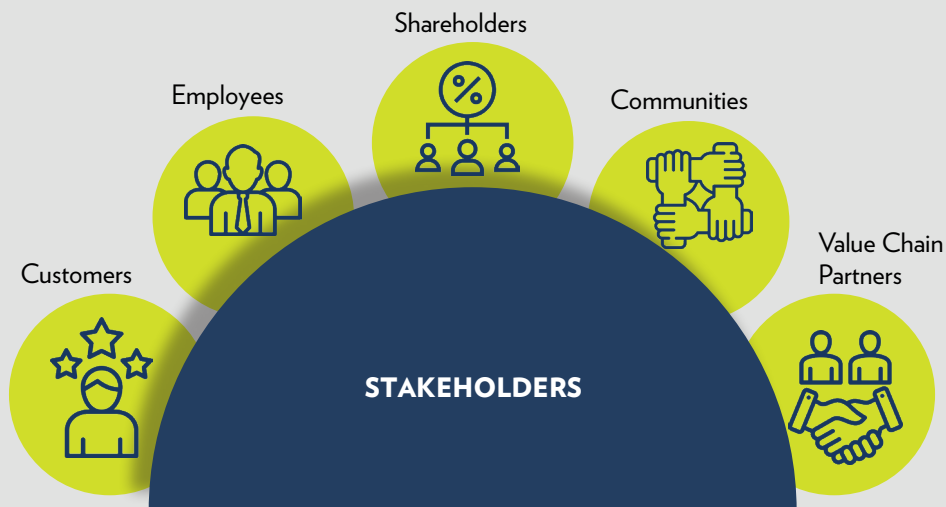 Shareholders
Employees
Communities
Customers
Value Chain
Partners
%
STAKEHOLDERS